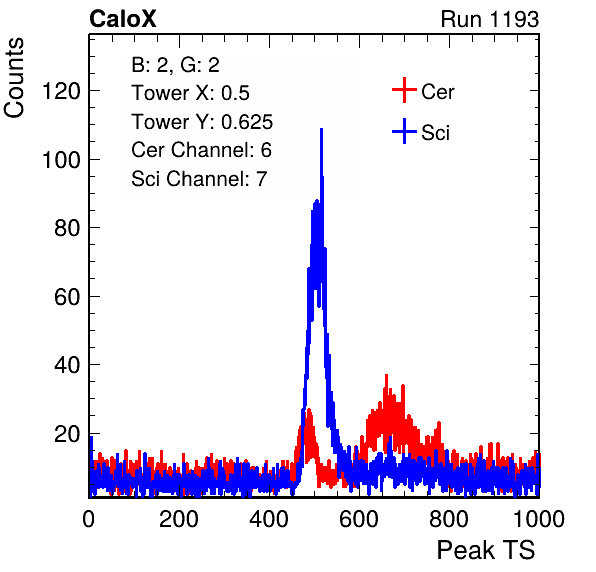 CaloX
Run 1193
Counts
B: 2, G: 2
Tower X: 0.5
Tower Y: 0.625
Cer Channel: 6
Sci Channel: 7
Cer
Sci
120
100
80
60
40
20
0 200 400 600 800 1000
Peak TS